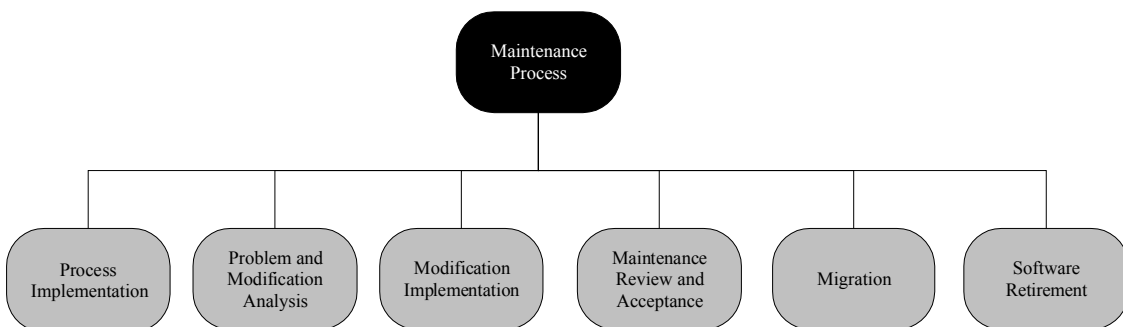 Maintenance
Process
Process
Implementation
Problem and
Modification
Analysis
Modification
Implementation
Maintenance
Review and
Acceptance
Migration
Software
Retirement